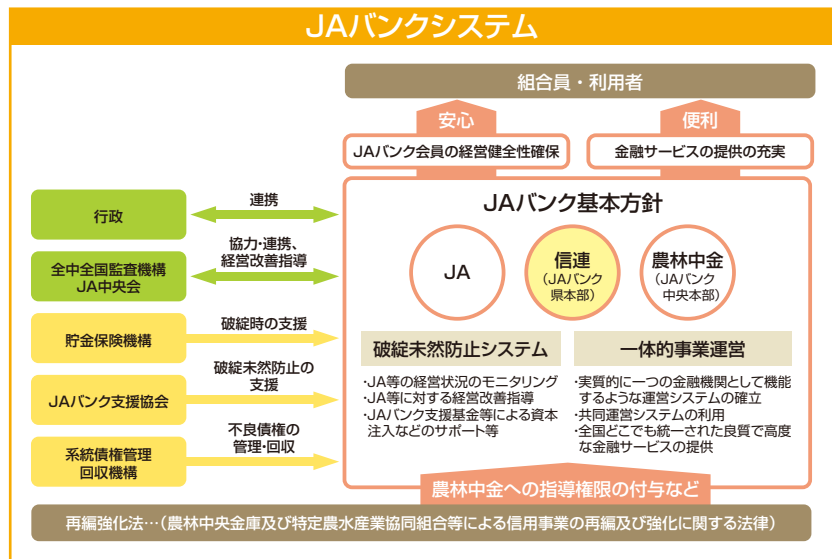 JAバンクシステム
組合員・利用者
安心
便利
JAバンク会員の経営健全性確保
金融サービスの提供の充実
行政
連携
全中全国監査機構
JA中央会
協力・連携、
経営改善指導
貯金保険機構
破綻時の支援
JAバンク支援協会
破綻未然防止の
支援
系統債権管理
回収機構
不良債権の
管理・回収
JAバンク基本方針
JA
信連
(JAバンク
県本部)
農林中金
(JAバンク
中央本部)
破綻未然防止システム
・JA等の経営状況のモニタリング
・JA等に対する経営改善指導
・JAバンク支援基金等による資本
注入などのサポート等
一体的事業運営
・実質的に一つの金融機関として機能
するような運営システムの確立
・共同運営システムの利用
・全国どこでも統一された良質で高度
な金融サービスの提供
農林中金への指導権限の付与など
再編強化法…(農林中央金庫及び特定農水産業協同組合等による信用事業の再編及び強化に関する法律)